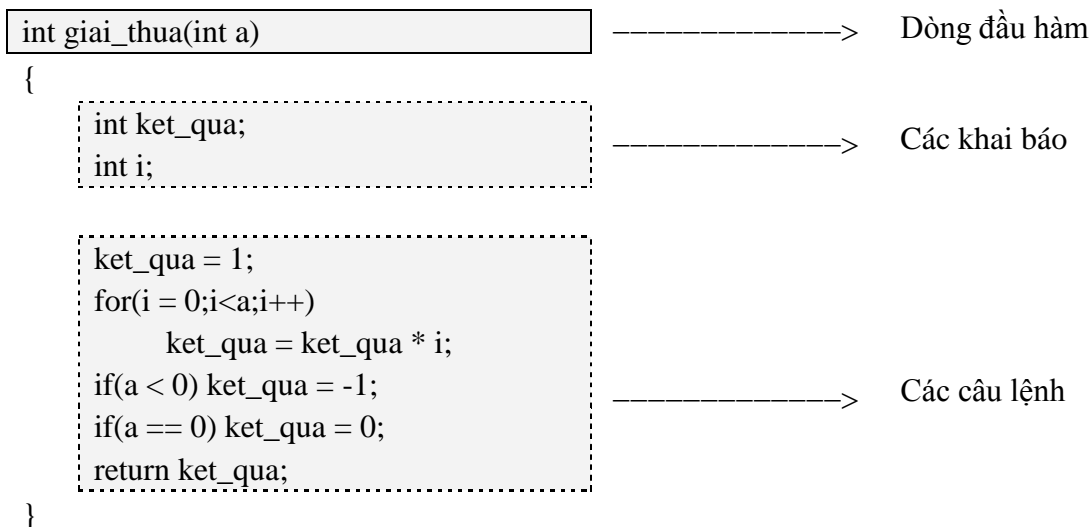 int giai_thua(int a) -------------> Dòng đầu hàm
{
int ket_qua; 
int i;
-------------> Các khai báo
ket_qua = 1;
for(i = 0;i<a;i++)
ket_qua = ket_qua * i;
if(a < 0) ket_qua = -1;
-------------> Các câu lệnh
if(a == 0) ket_qua = 0;
return ket_qua;
}